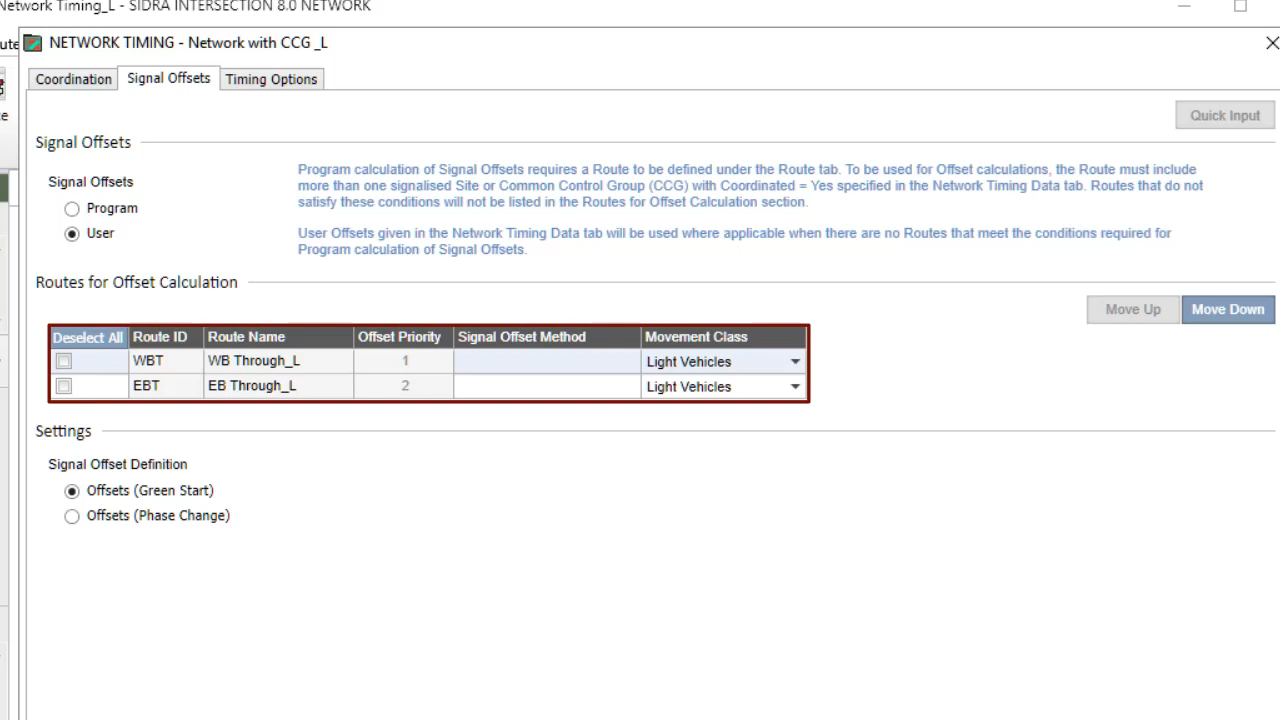 Network Timing_L - SIDRA INTERSECTION 8.0 NETWORK
NETWORK TIMING - Network with CCG _L
Coordination Signal Offsets Timing Options
Quick Input
Signal Offsets
Signal Offsets
Program
User
Program calculation of Signal Offsets requires a Route to be defined under the Route tab. To be used for Offset calculations, the Route must include
more than one signalised Site or Common Control Group (CCG) with Coordinated = Yes specified in the Network Timing Data tab. Routes that do not
satisfy these conditions will not be listed in the Routes for Offset Calculation section.
User Offsets given in the Network Timing Data tab will be used where applicable when there are no Routes that meet the conditions required for
Program calculation of Signal Offsets.
Routes for Offset Calculation
Move Up Move Down
Deselect All Route ID Route Name Offset Priority Signal Offset Method Movement Class
WBT WB Through_L 1 Light Vehicles
EBT EB Through_L 2 Light Vehicles
Settings
Signal Offset Definition
Offsets (Green Start)
Offsets (Phase Change)